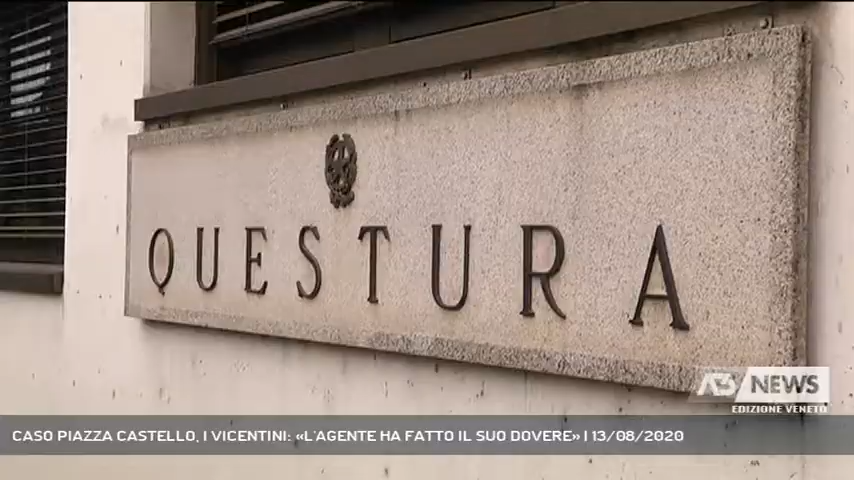 QUESTURA
A3 NEWS
EDIZIONE VENETO
CASO PIAZZA CASTELLO, I VICENTINI: «L'AGENTE HA FATTO IL SUO DOVERE» | 13/08/2020